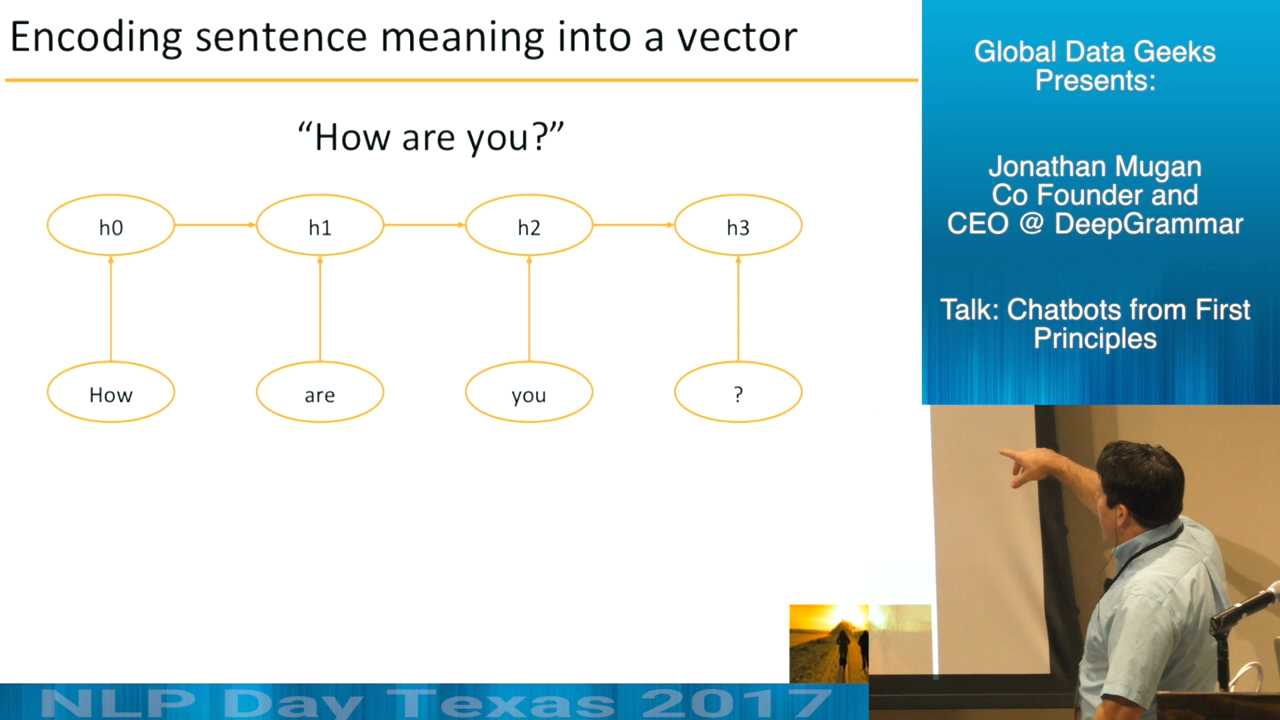 Encoding sentence meaning into a vector
“How are you?”
h0
h1
h2
h3
How
are
you
?
Global Data Geeks
Presents:
Jonathan Mugan
Co Founder and
CEO @ DeepGrammar
Talk: Chatbots from First
Principles
NLP Day Texas 2017